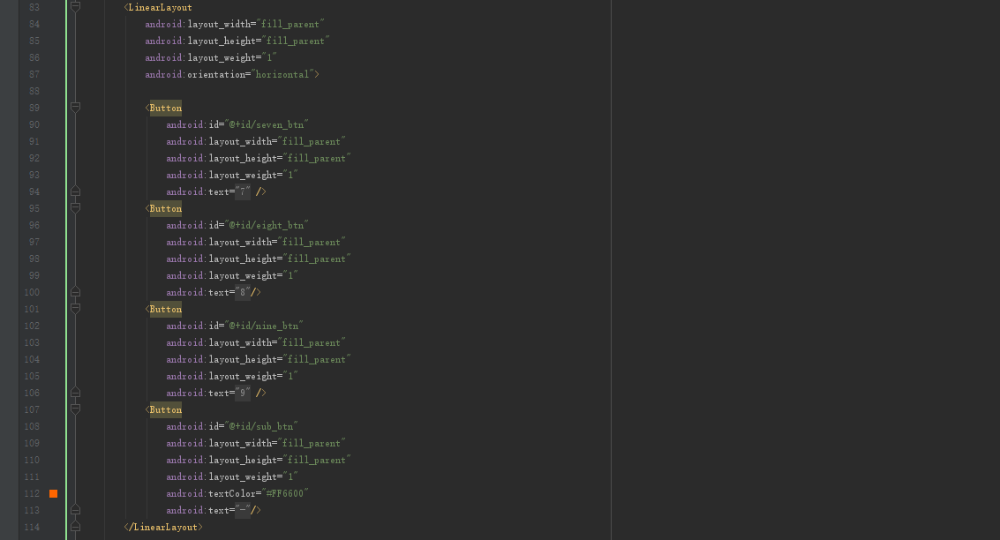 83 <LinearLayout
84 android:layout_width="fill_parent"
85 android:layout_height="fill_parent"
86 android:layout_weight="1"
87 android:orientation="horizontal">
88
89 <Button
90 android:id="@+id/seven_btn"
91 android:layout_width="fill_parent"
92 android:layout_height="fill_parent"
93 android:layout_weight="1"
94 android:text="7" />
95 <Button
96 android:id="@+id/eight_btn"
97 android:layout_width="fill_parent"
98 android:layout_height="fill_parent"
99 android:layout_weight="1"
100 android:text="8"/>
101 <Button
102 android:id="@+id/nine_btn"
103 android:layout_width="fill_parent"
104 android:layout_height="fill_parent"
105 android:layout_weight="1"
106 android:text="9" />
107 <Button
108 android:id="@+id/sub_btn"
109 android:layout_width="fill_parent"
110 android:layout_height="fill_parent"
111 android:layout_weight="1"
112 android:textColor="#FF6600"
113 android:text="-"/>
114 </LinearLayout>